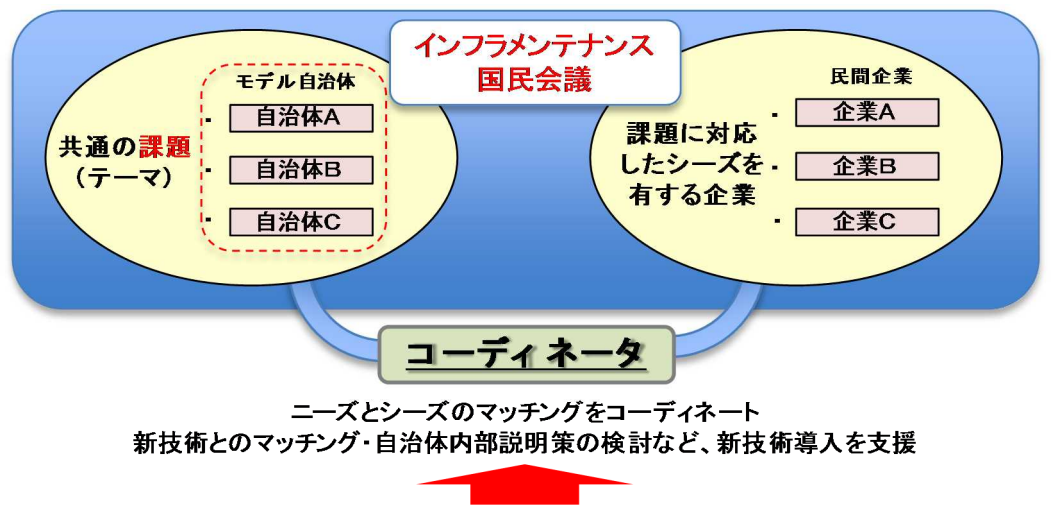 インフラメンテナンス
国民会議
モデル自治体
自治体A
自治体B
自治体C
共通の課題
（テーマ）
民間企業
企業A
企業B
企業C
課題に対応
したシーズを
有する企業
コーディネータ
ニーズとシーズのマッチングをコーディネート
新技術とのマッチング・自治体内部説明策の検討など、新技術導入を支援